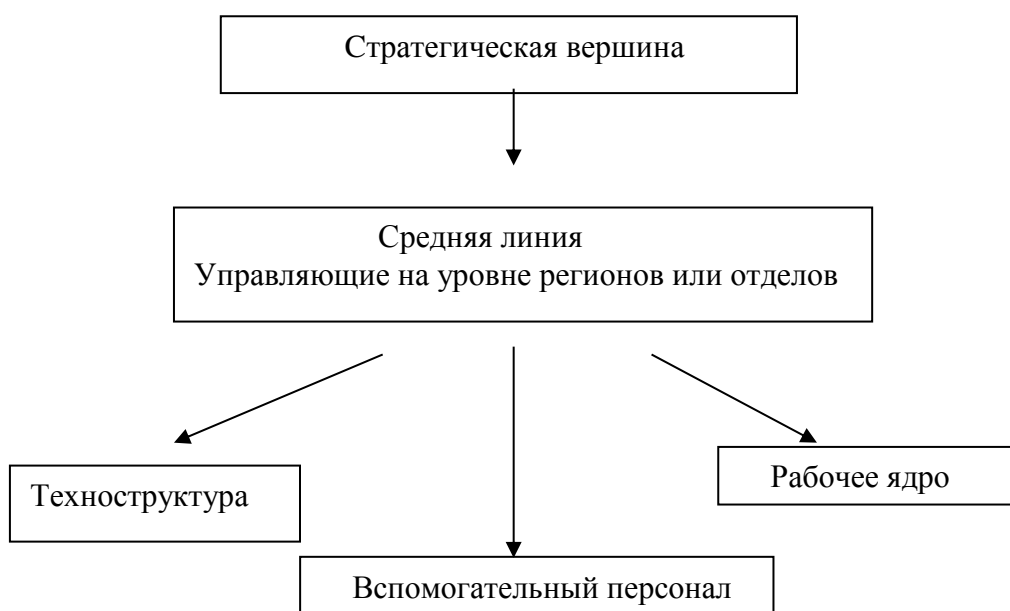 Стратегическая вершина
Средняя линия
Управляющие на уровне регионов или отделов
Техноструктура
Рабочее ядро
Вспомогательный персонал